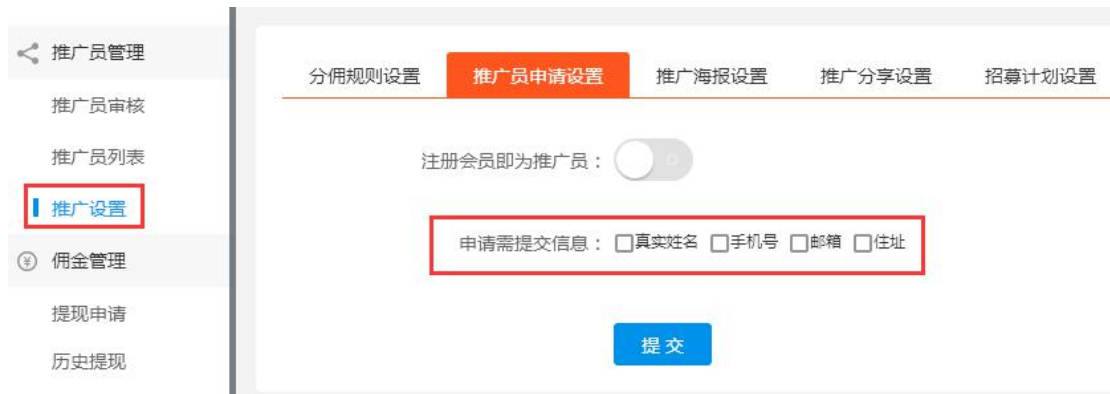 推广员管理
推广员审核
推广员列表
推广设置
佣金管理
提现申请
历史提现
分佣规则设置 推广员申请设置 推广海报设置 推广分享设置 招募计划设置
注册会员即为推广员：
申请需提交信息： 真实姓名 手机号 邮箱 住址
提交